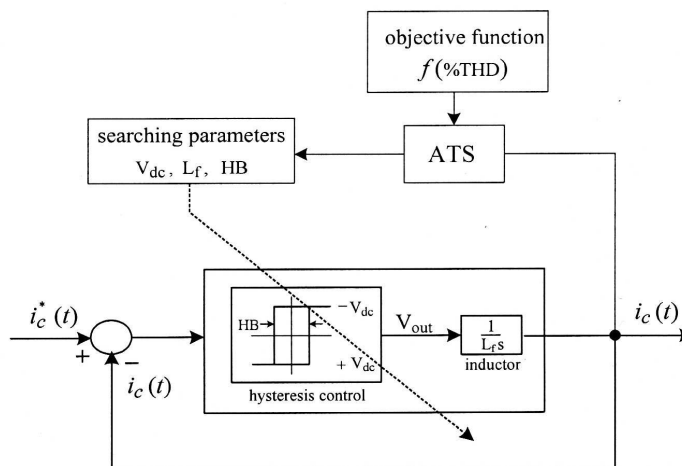 objective function
f(%THD)
searching parameters
V_dc, L_f, HB
ATS
i_c^*(t)
+
−
i_c(t)
HB
−V_dc
+V_dc
hysteresis control
V_out
1
L_f s
inductor
i_c(t)